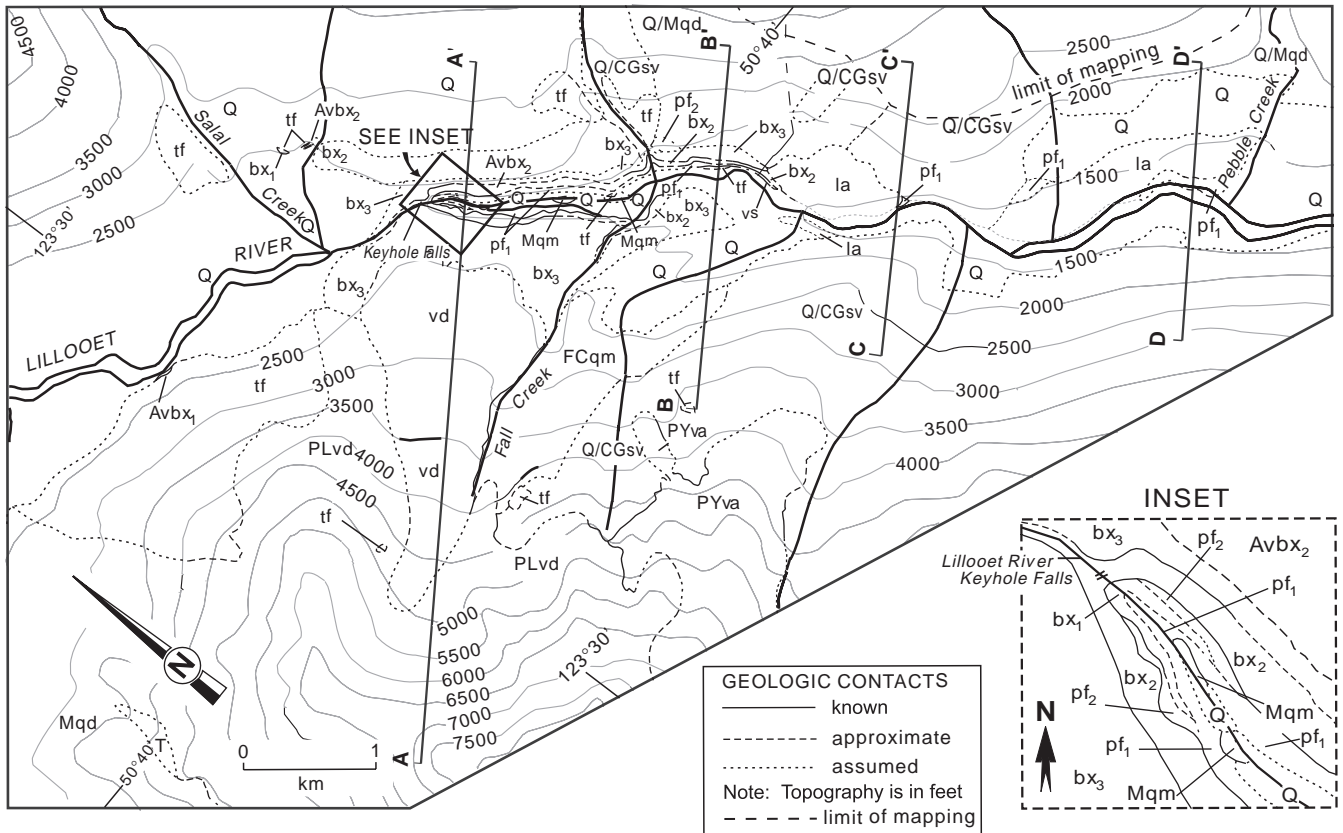 4500
4000
3500
3000
2500
123°30'
Q
Salal
Creek
tf
Q
tf
Avbx2
bx1
bx2
SEE INSET
A'
Q
Q/Mqd
Q/CGsv
tf
tf
bx3
pf2
bx2
B'
50°40'
bx3
bx2
Q/CGsv
C'
la
2500
limit of mapping
2000
Q/CGsv
D'
Q/Mqd
Q
Q
Pebble Creek
pf1
la
1500
1500
pf1
pf1
Q
LILLOOET
RIVER
Q
bx3
Keyhole Falls
Avbx2
Q
Q
Q
pf1
Mqm
tf
Mqm
pf1
bx2
bx3
tf
vs
Q
la
Q
1500
2000
2500
3000
3500
4000
bx3
vd
bx3
Q
Q/CGsv
C
D
2500
3000
3500
tf
Avbx1
FCqm
Fall
Creek
tf
B
PYva
Q/CGsv
PYva
PLvd
4000
4500
vd
tf
tf
PLvd
5000
5500
6000
6500
7000
7500
123°30'
N
Mqd
T
50°40'
0 1
km
A
GEOLOGIC CONTACTS
known
approximate
assumed
Note: Topography is in feet
limit of mapping
INSET
bx3
pf2
Avbx2
Lillooet River
Keyhole Falls
pf1
bx1
bx2
bx2
pf2
Q
Mqm
N
pf1
pf1
bx3
Mqm
Q